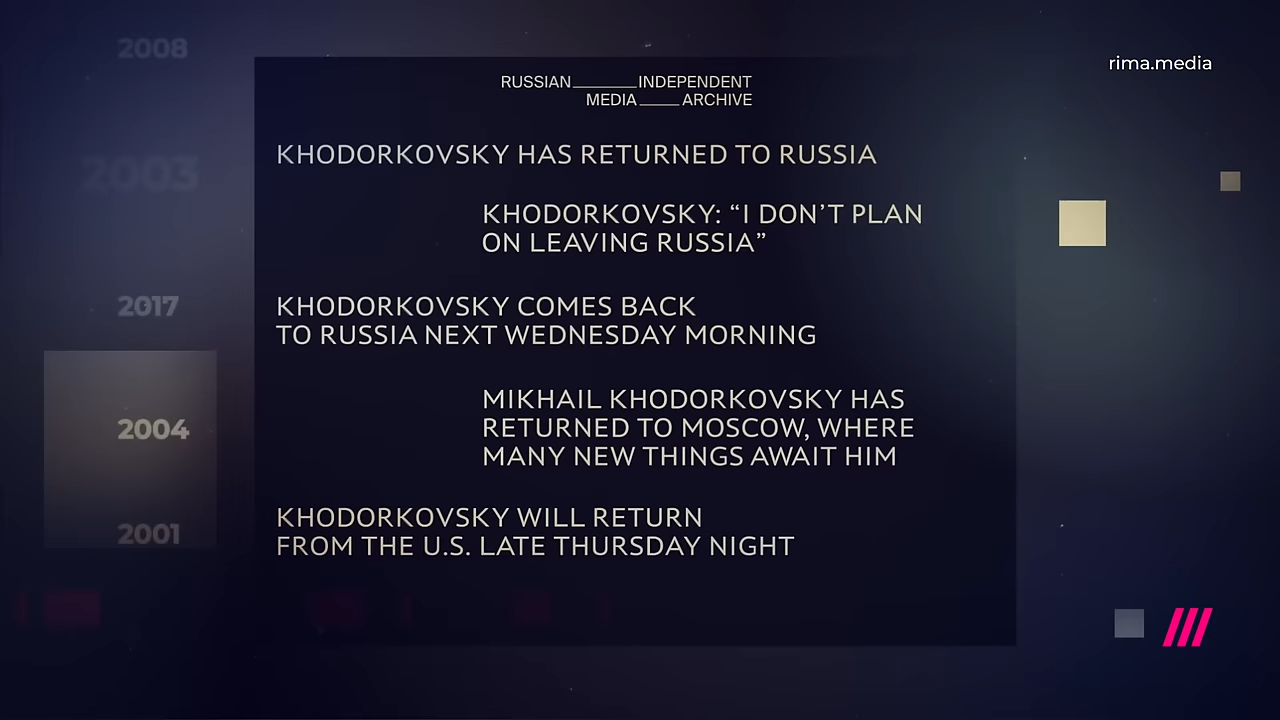 2008
rima.media
RUSSIAN INDEPENDENT
MEDIA ARCHIVE
KHODORKOVSKY HAS RETURNED TO RUSSIA
2003
KHODORKOVSKY: “I DON’T PLAN
ON LEAVING RUSSIA”
2017
KHODORKOVSKY COMES BACK
TO RUSSIA NEXT WEDNESDAY MORNING
MIKHAIL KHODORKOVSKY HAS
2004
RETURNED TO MOSCOW, WHERE
MANY NEW THINGS AWAIT HIM
KHODORKOVSKY WILL RETURN
2001
FROM THE U.S. LATE THURSDAY NIGHT